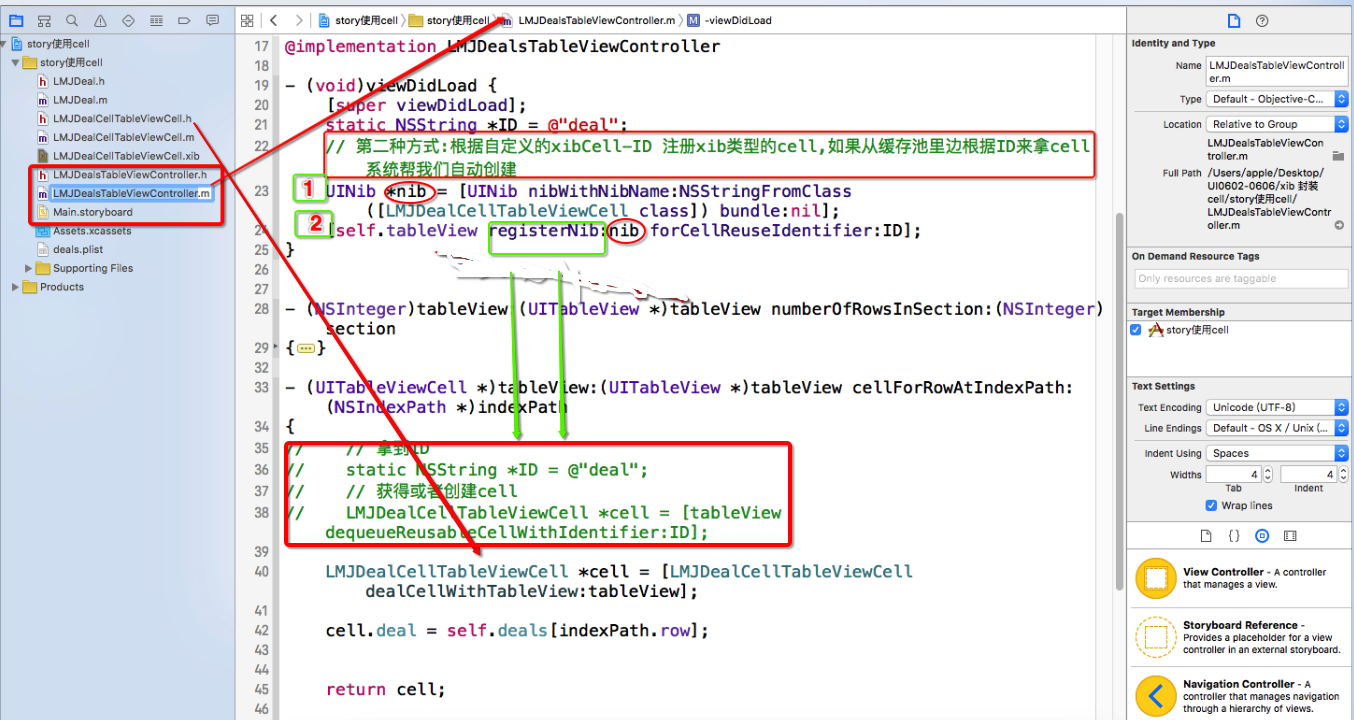 story使用cell
story使用cell
LMJDealsTableViewController.m
M
-viewDidLoad
story使用cell
story使用cell
h LMJDeal.h
m LMJDeal.m
h LMJDealCellTableViewCell.h
m LMJDealCellTableViewCell.m
LMJDealCellTableViewCell.xib
h LMJDealsTableViewController.h
m LMJDealsTableViewController.m
Main.storyboard
Assets.xcassets
deals.plist
Supporting Files
Products
17 @implementation LMJDealsTableViewController
18
19 - (void)viewDidLoad {
20 [super viewDidLoad];
21 static NSString *ID = @"deal";
22 // 第二种方式:根据自定义的xibCell-ID 注册xib类型的cell,如果从缓存池里边根据ID来拿cell
系统帮我们自动创建
1
23 UINib *nib = [UINib nibWithNibName:NSStringFromClass
([LMJDealCellTableViewCell class]) bundle:nil];
2
[self.tableView registerNib:nib forCellReuseIdentifier:ID];
25 }
26
27
28 - (NSInteger)tableView:(UITableView *)tableView numberOfRowsInSection:(NSInteger)
section
29 {...}
32
33 - (UITableViewCell *)tableView:(UITableView *)tableView cellForRowAtIndexPath:
(NSIndexPath *)indexPath
34 {
35 // // 拿到ID
36 // static NSString *ID = @"deal";
37 // // 获得或者创建cell
38 // LMJDealCellTableViewCell *cell = [tableView
dequeueReusableCellWithIdentifier:ID];
39
40 LMJDealCellTableViewCell *cell = [LMJDealCellTableViewCell
dealCellWithTableView:tableView];
41
42 cell.deal = self.deals[indexPath.row];
43
44
45 return cell;
46
Identity and Type
Name LMJDealsTableViewControll
er.m
Type Default - Objective-C...
Location Relative to Group
LMJDealsTableViewCon
troller.m
Full Path /Users/apple/Desktop/
UI0602-0606/xib 封装
cell/story使用cell/
LMJDealsTableViewContr
oller.m
On Demand Resource Tags
Only resources are taggable
Target Membership
story使用cell
Text Settings
Text Encoding Unicode (UTF-8)
Line Endings Default - OS X / Unix (...
Indent Using Spaces
Widths 4 4
Tab Indent
Wrap lines
View Controller - A controller
that manages a view.
Storyboard Reference -
Provides a placeholder for a view
controller in an external storyboard.
Navigation Controller - A
controller that manages navigation
through a hierarchy of views.